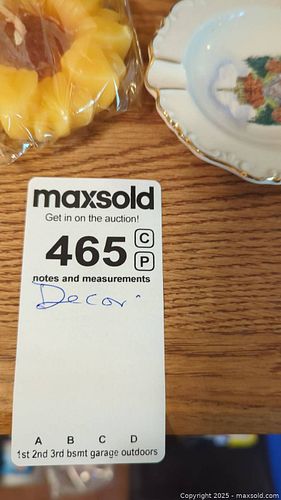 maxsold
Get in on the auction!
465 C
P
notes and measurements
Decor
A B C D
1st 2nd 3rd bsmt garage outdoors
Copyright 2025 - maxsold.com